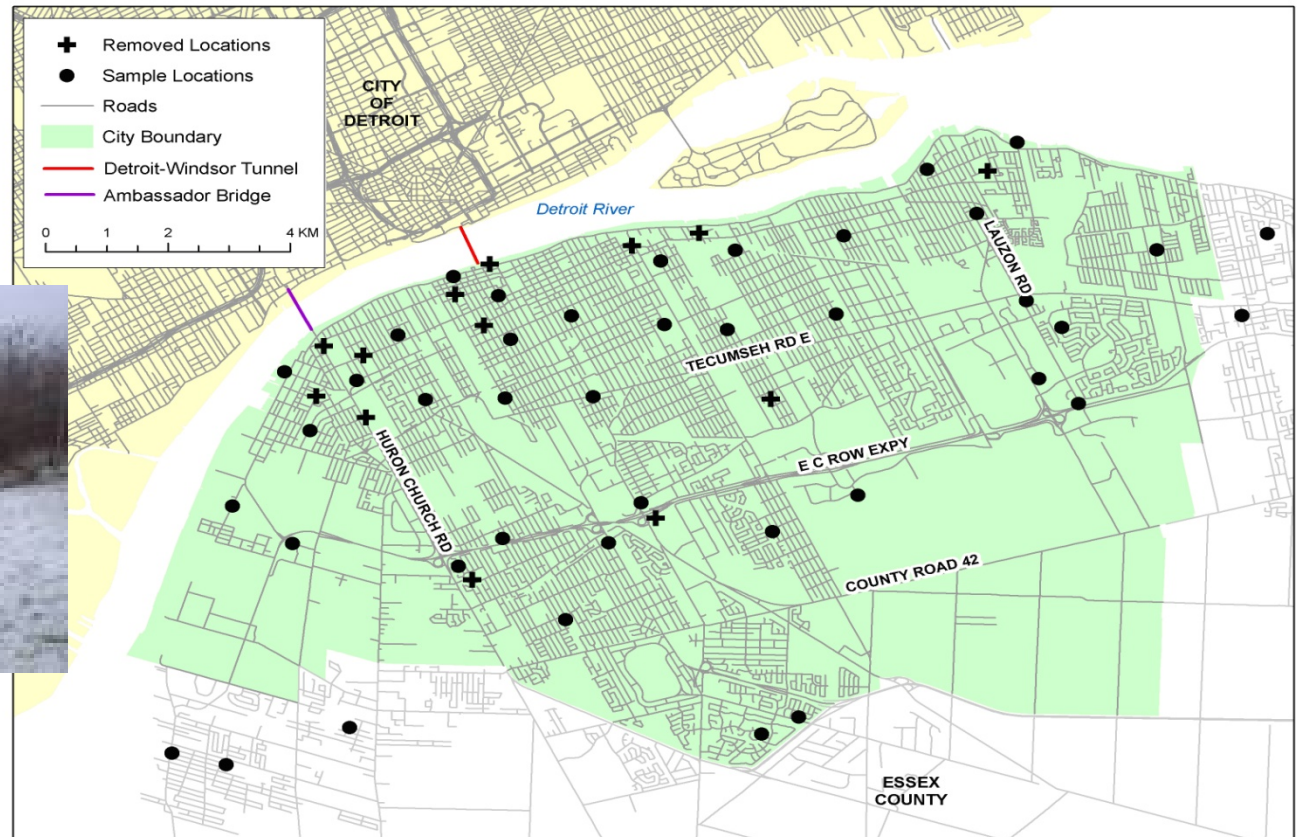 Removed Locations
Sample Locations
Roads
City Boundary
Detroit-Windsor Tunnel
Ambassador Bridge
0 1 2 4 KM
CITY
OF
DETROIT
Detroit River
LAUZON RD
TECUMSEH RD E
HURON CHURCH RD
E C ROW EXPY
COUNTY ROAD 42
ESSEX
COUNTY